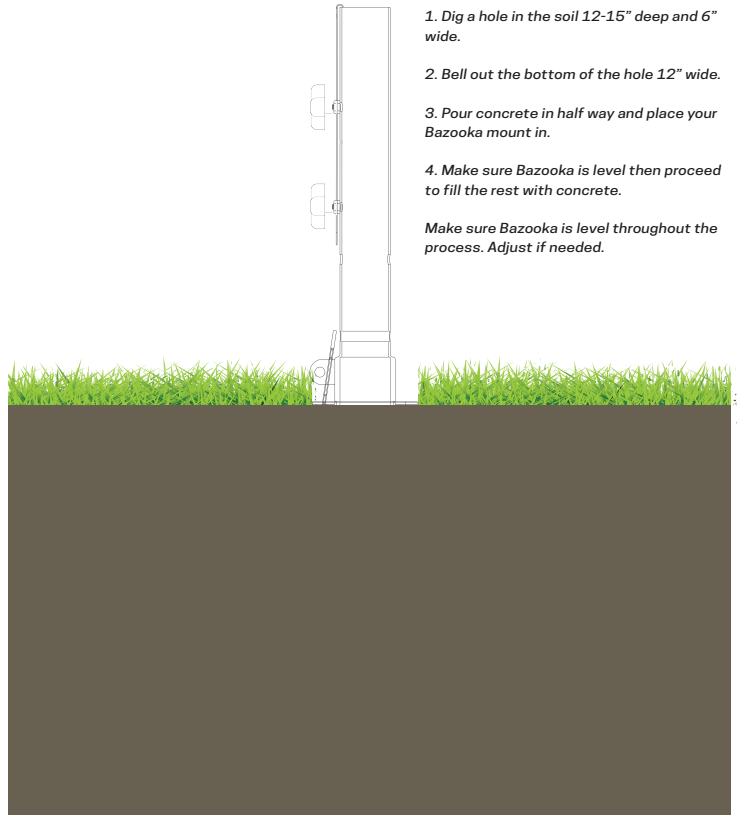 1. Dig a hole in the soil 12-15” deep and 6”
wide.
2. Bell out the bottom of the hole 12” wide.
3. Pour concrete in half way and place your
Bazooka mount in.
4. Make sure Bazooka is level then proceed
to fill the rest with concrete.
Make sure Bazooka is level throughout the
process. Adjust if needed.